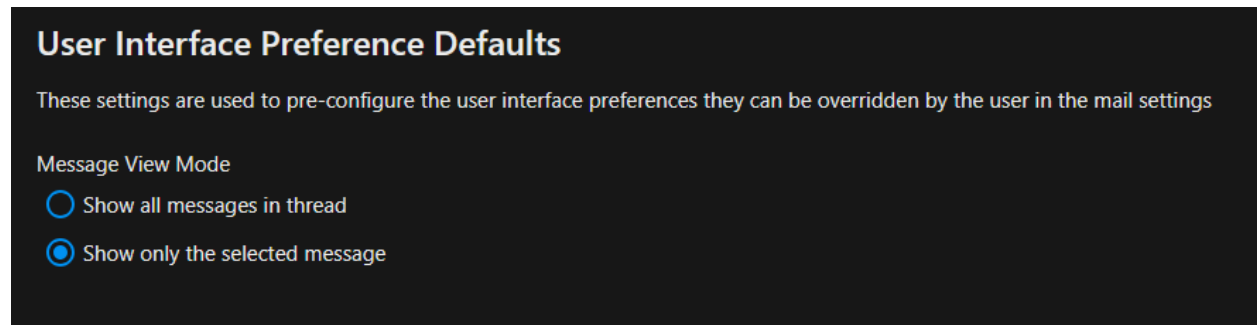 User Interface Preference Defaults
These settings are used to pre-configure the user interface preferences they can be overridden by the user in the mail settings
Message View Mode
Show all messages in thread
Show only the selected message